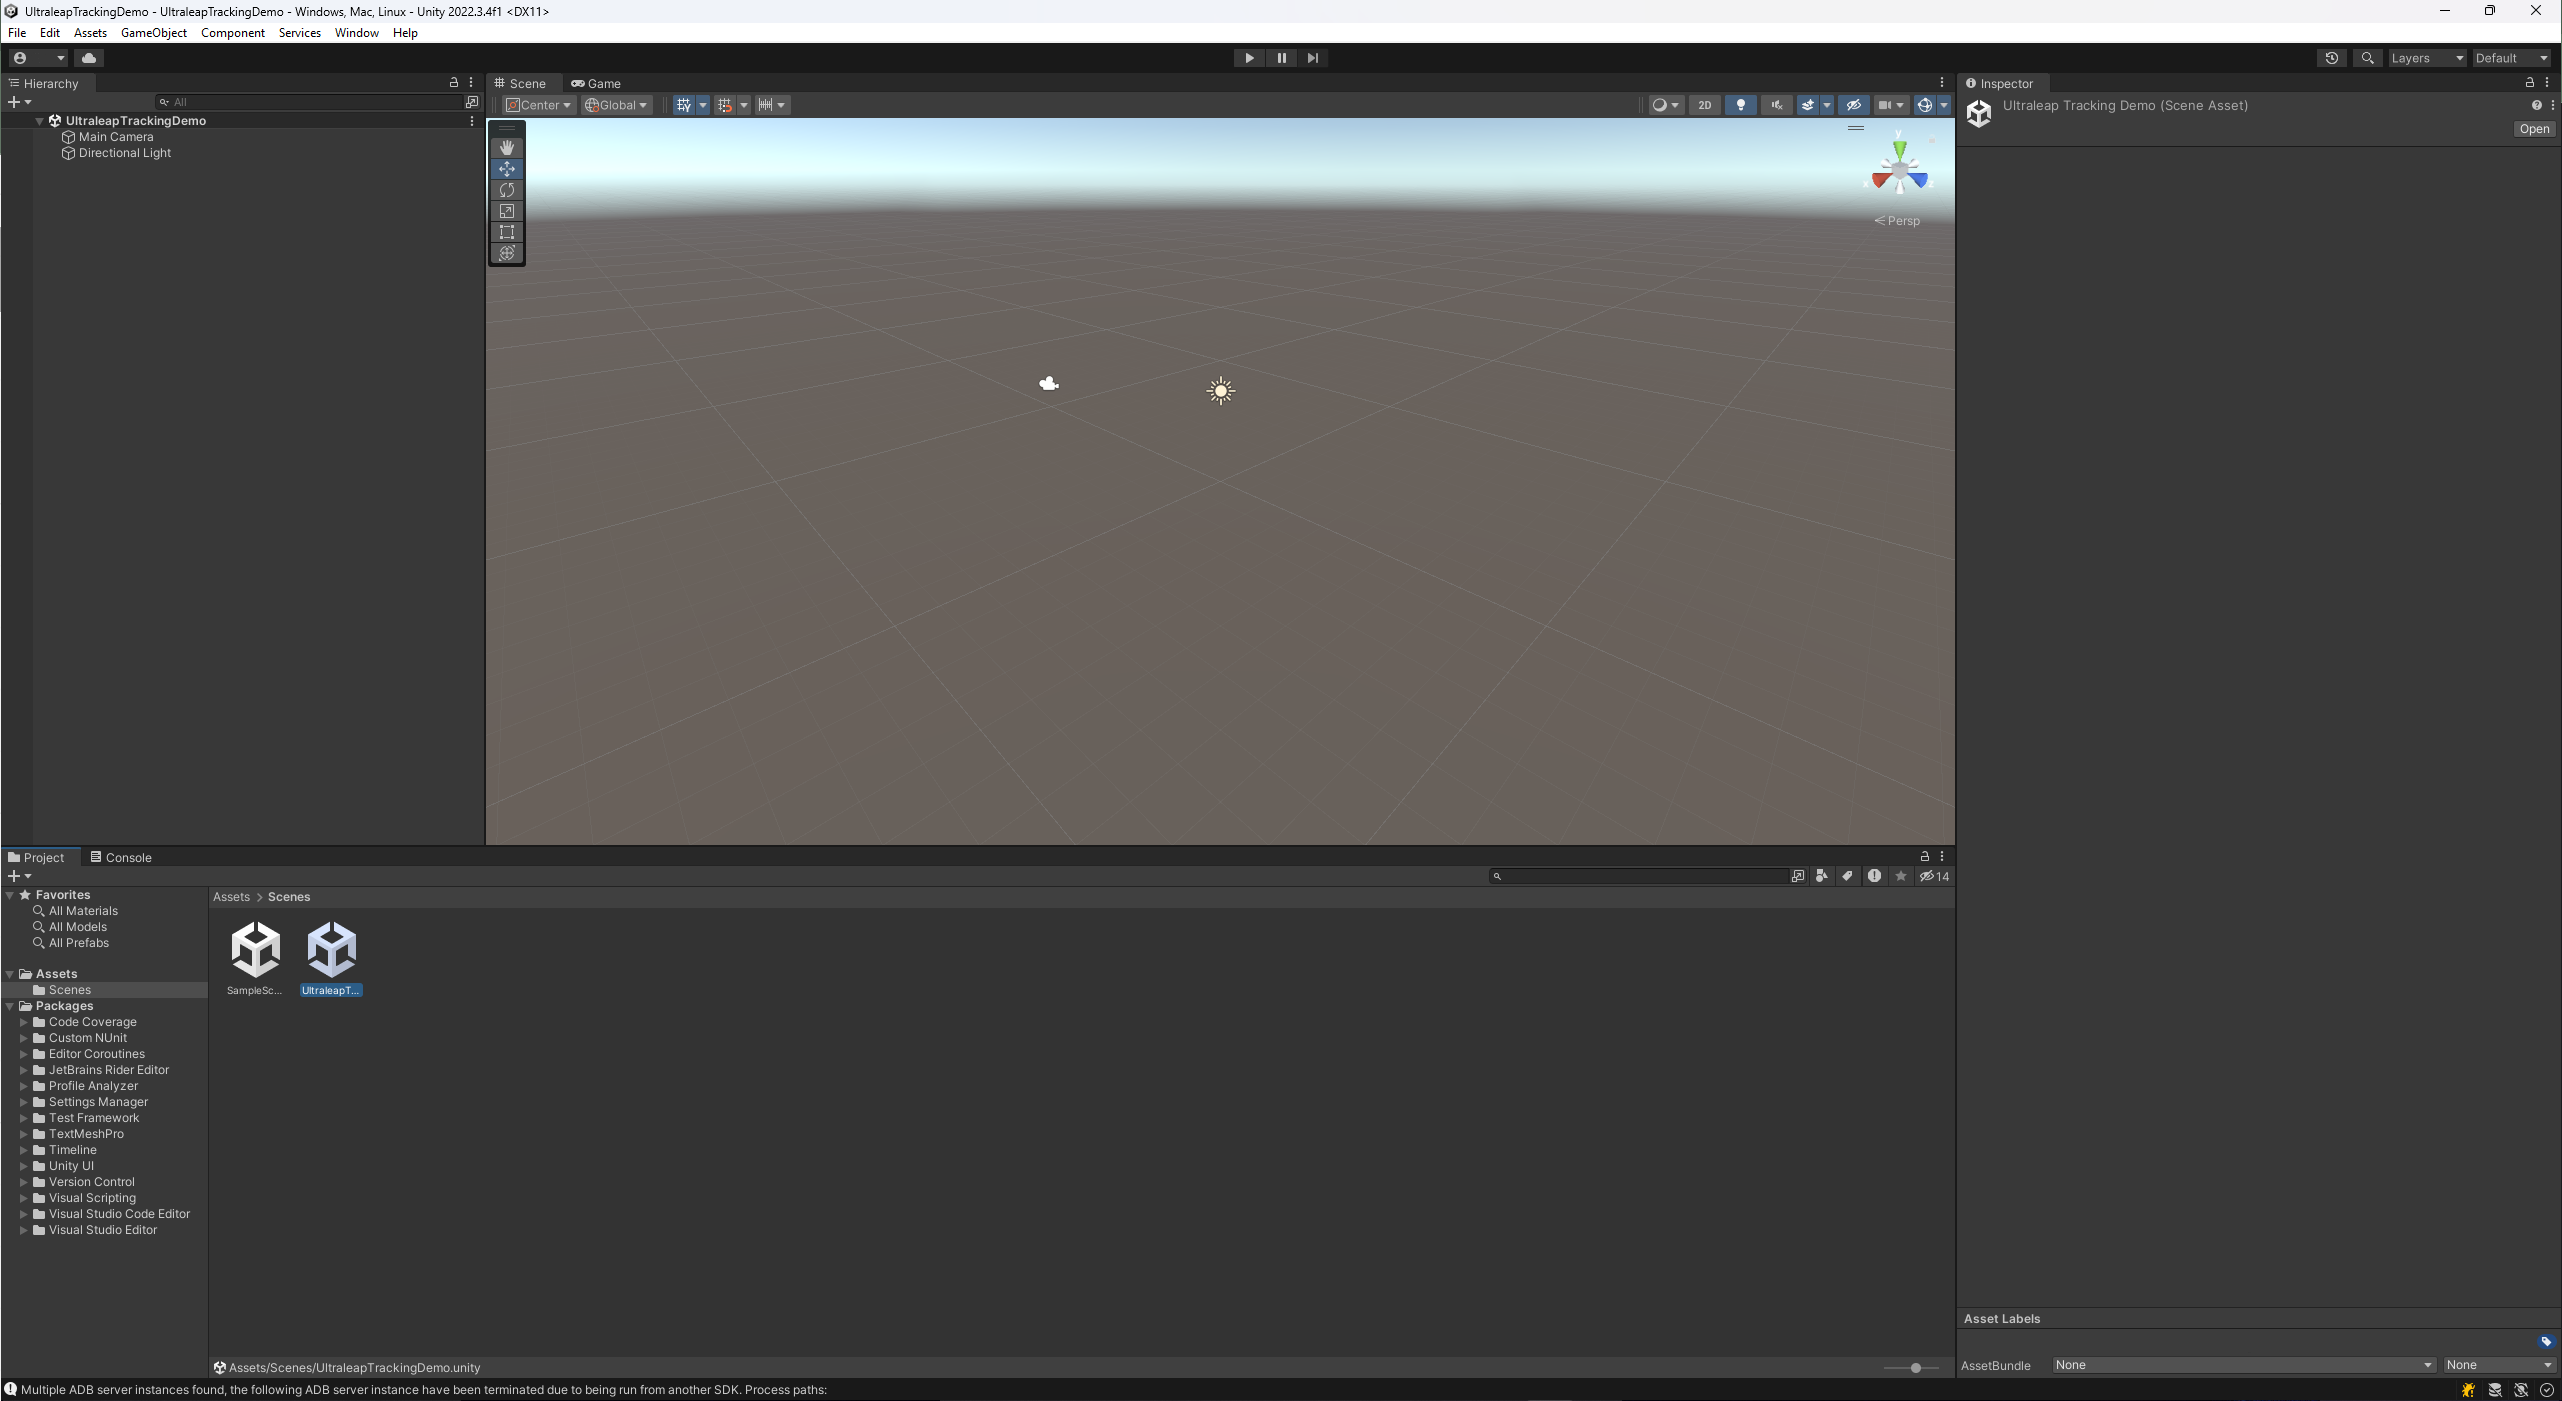 UltraleapTrackingDemo - UltraleapTrackingDemo - Windows, Mac, Linux - Unity 2022.3.4f1 <DX11>
File Edit Assets GameObject Component Services Window Help
Layers Default
Hierarchy
All
UltraleapTrackingDemo
Main Camera
Directional Light
Scene Game
Center Global 2D
y
x z
Persp
Inspector
Ultraleap Tracking Demo (Scene Asset)
Open
Project Console
14
Favorites
All Materials
All Models
All Prefabs
Assets
Scenes
Packages
Code Coverage
Custom NUnit
Editor Coroutines
JetBrains Rider Editor
Profile Analyzer
Settings Manager
Test Framework
TextMeshPro
Timeline
Unity UI
Version Control
Visual Scripting
Visual Studio Code Editor
Visual Studio Editor
Assets > Scenes
SampleSc... UltraleapT...
Assets/Scenes/UltraleapTrackingDemo.unity
Asset Labels
AssetBundle None None
Multiple ADB server instances found, the following ADB server instance have been terminated due to being run from another SDK. Process paths: